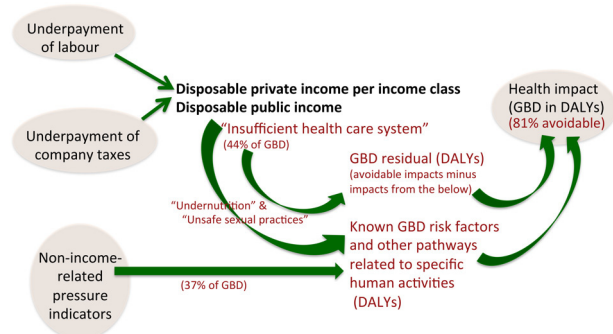 Underpayment
of labour
Disposable private income per income class
Disposable public income
Health impact
(GBD in DALYs)
(81% avoidable)
Underpayment of
company taxes
“Insufficient health care system”
(44% of GBD)
GBD residual (DALYs)
(avoidable impacts minus
impacts from the below)
“Undernutrition” &
“Unsafe sexual practices”
Known GBD risk factors
and other pathways
related to specific
human activities
(DALYs)
Non-income-
related
pressure
indicators
(37% of GBD)